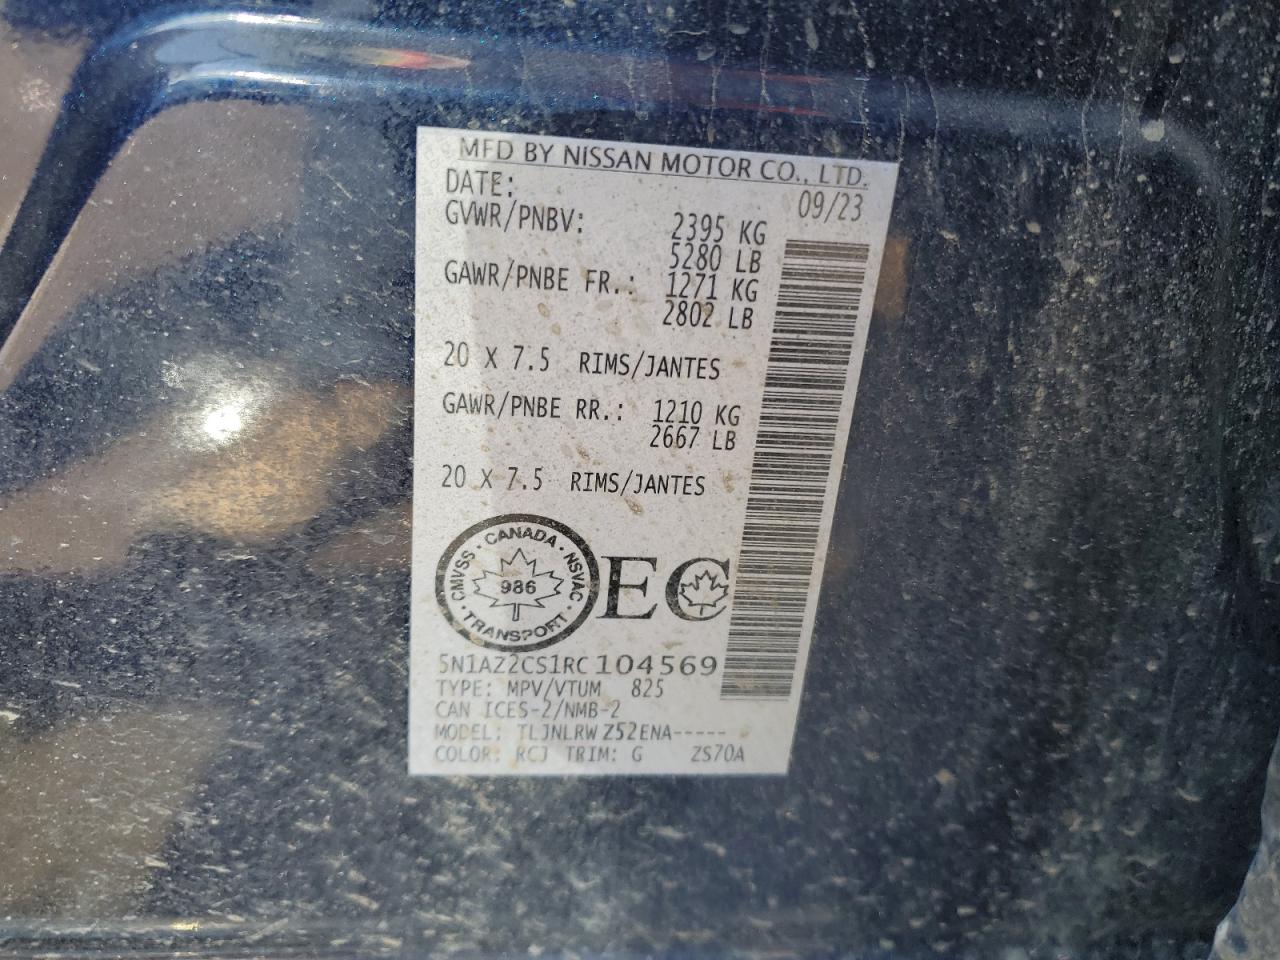 MFD BY NISSAN MOTOR CO., LTD.
DATE: 09/23
GVWR/PNBV: 2395 KG
5280 LB
GAWR/PNBE FR.: 1271 KG
2802 LB
20 X 7.5 RIMS/JANTES
GAWR/PNBE RR.: 1210 KG
2667 LB
20 X 7.5 RIMS/JANTES
CMVSS · CANADA · NSVAC · TRANSPORT ·
986
EC
5N1AZ2CS1RC104569
TYPE: MPV/VTUM 825
CAN ICES-2/NMB-2
MODEL: TLJNLRW Z52ENA-----
COLOR: RCJ TRIM: G ZS70A